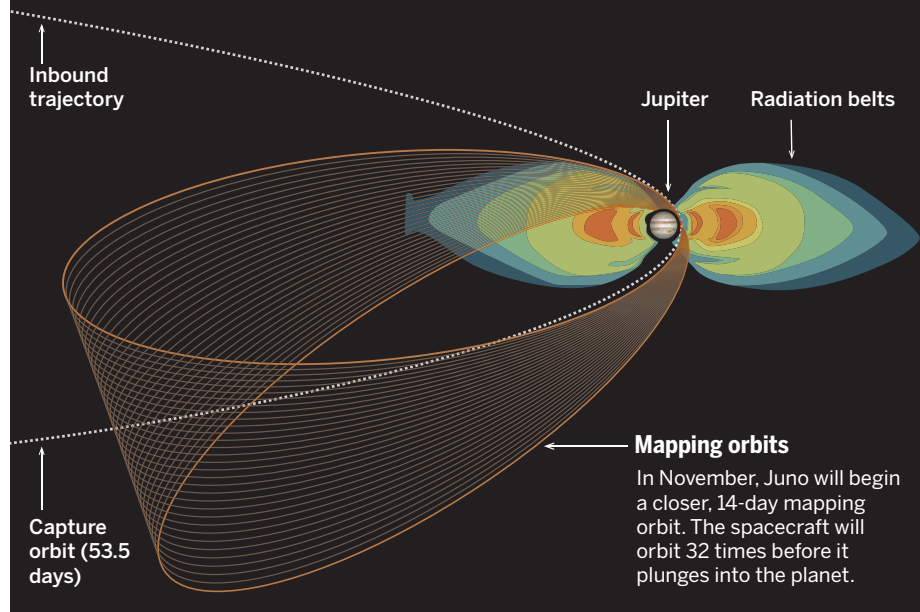 Inbound
trajectory
Jupiter
Radiation belts
Mapping orbits
In November, Juno will begin
a closer, 14-day mapping
orbit. The spacecraft will
orbit 32 times before it
plunges into the planet.
Capture
orbit (53.5
days)